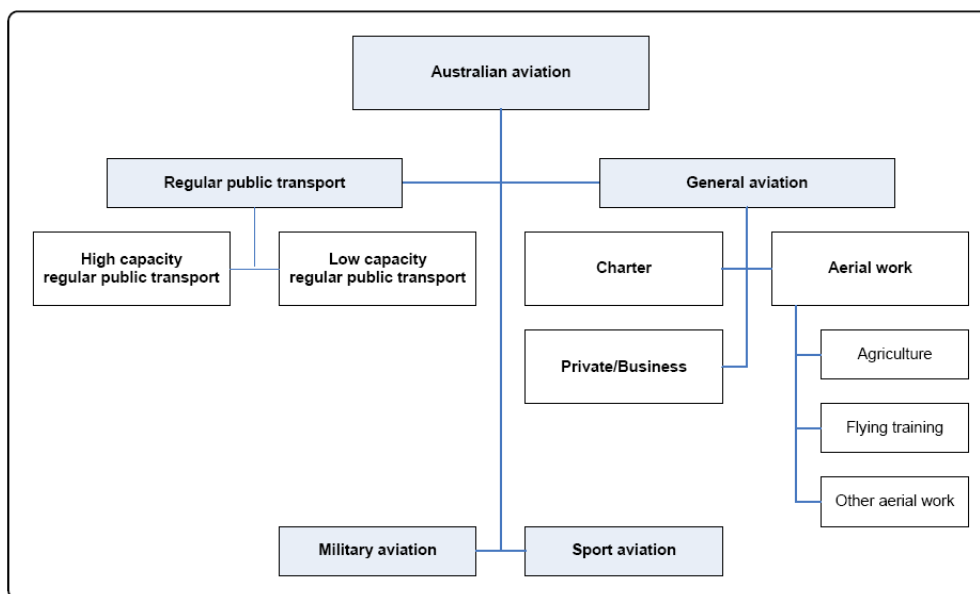 Australian aviation
Regular public transport
General aviation
High capacity
regular public transport
Low capacity
regular public transport
Charter
Aerial work
Private/Business
Agriculture
Flying training
Other aerial work
Military aviation
Sport aviation